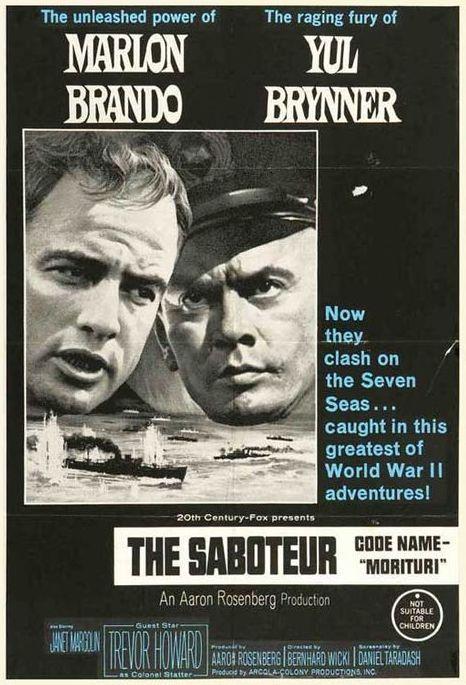 The unleashed power of
MARLON
BRANDO
The raging fury of
YUL
BRYNNER
Now
they
clash on
the Seven
Seas...
caught in this
greatest of
World War II
adventures!
20th Century-Fox presents
THE SABOTEUR
CODE NAME-
"MORITURI"
An Aaron Rosenberg Production
NOT
SUITABLE
FOR
CHILDREN
Also Starring
JANET MARGOLIN
Guest Star
TREVOR HOWARD
as Colonel Statter
Produced by
AARON ROSENBERG
Directed by
BERNHARD WICKI
Screenplay by
DANIEL TARADASH
Produced by ARCOLA-COLONY PRODUCTIONS, INC.